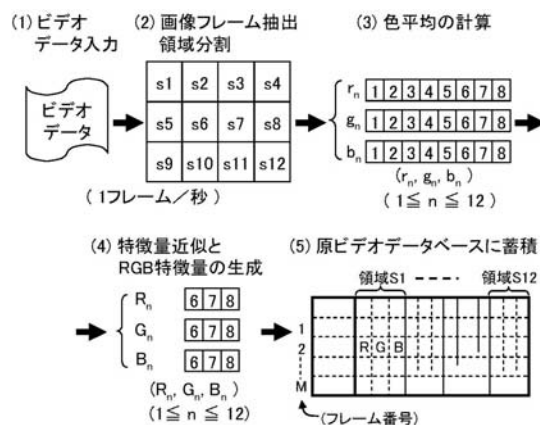 (1) ビデオ
データ入力
ビデオ
データ
(2) 画像フレーム抽出
領域分割
s1 s2 s3 s4
s5 s6 s7 s8
s9 s10 s11 s12
(1フレーム/秒)
(3) 色平均の計算
rn 1 2 3 4 5 6 7 8
gn 1 2 3 4 5 6 7 8
bn 1 2 3 4 5 6 7 8
(rn, gn, bn)
(1≦ n ≦ 12)
(4) 特徴量近似と
RGB特徴量の生成
Rn 6 7 8
Gn 6 7 8
Bn 6 7 8
(Rn, Gn, Bn)
(1≦ n ≦ 12)
(5) 原ビデオデータベースに蓄積
領域S1 ---- 領域S12
1
2 R G B
M
(フレーム番号)